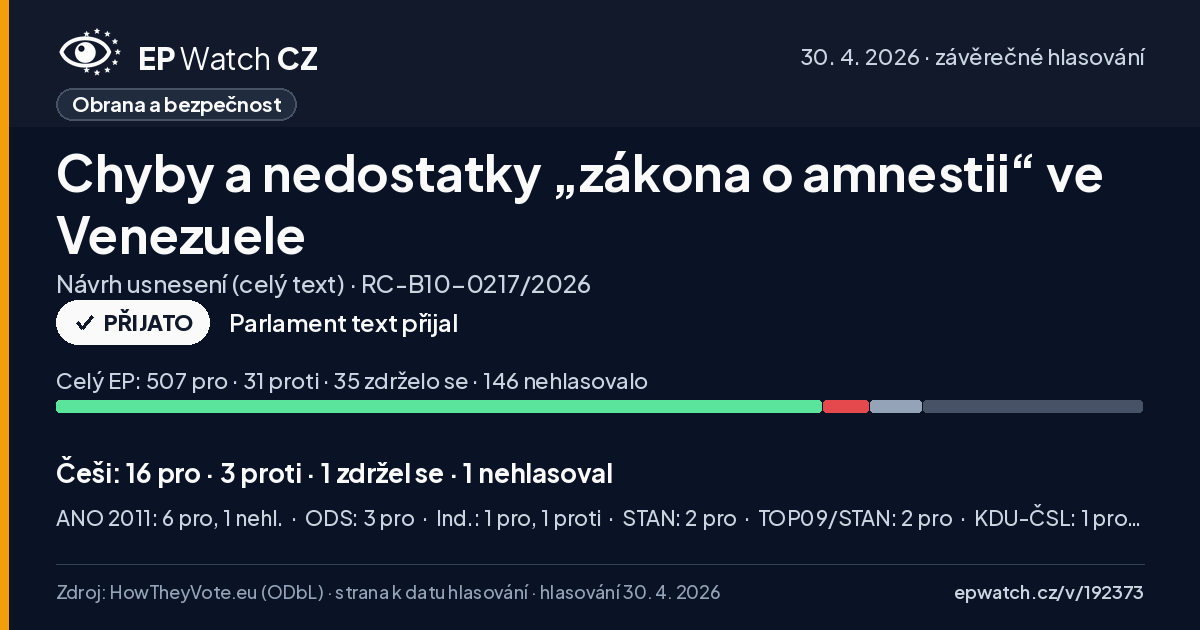 EP Watch CZ
30. 4. 2026 · závěrečné hlasování
Obrana a bezpečnost
Chyby a nedostatky „zákona o amnestii“ ve
Venezuele
Návrh usnesení (celý text) · RC-B10-0217/2026
✓ PŘIJATO Parlament text přijal
Celý EP: 507 pro · 31 proti · 35 zdrželo se · 146 nehlasovalo
Češi: 16 pro · 3 proti · 1 zdržel se · 1 nehlasoval
ANO 2011: 6 pro, 1 nehl. · ODS: 3 pro · Ind.: 1 pro, 1 proti · STAN: 2 pro · TOP09/STAN: 2 pro · KDU-ČSL: 1 pro…
Zdroj: HowTheyVote.eu (ODbL) · strana k datu hlasování · hlasování 30. 4. 2026
epwatch.cz/v/192373